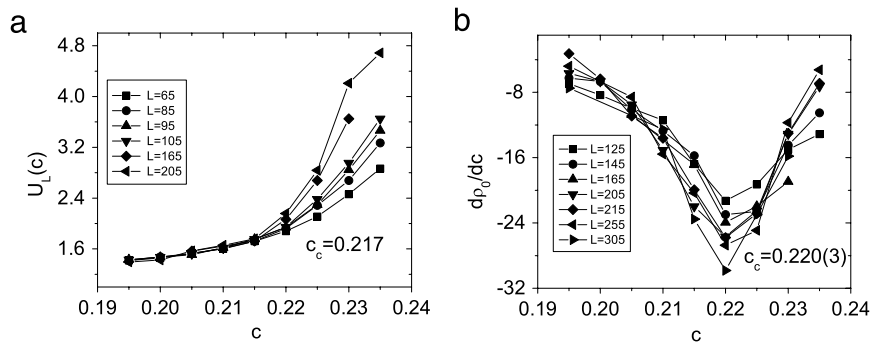 a
4.8
4.0
3.2
2.4
1.6
U_L(c)
L=65
L=85
L=95
L=105
L=165
L=205
c_c=0.217
0.19 0.20 0.21 0.22 0.23 0.24
c
b
-8
-16
-24
-32
dρ_0/dc
L=125
L=145
L=165
L=205
L=215
L=255
L=305
c_c=0.220(3)
0.19 0.20 0.21 0.22 0.23 0.24
c